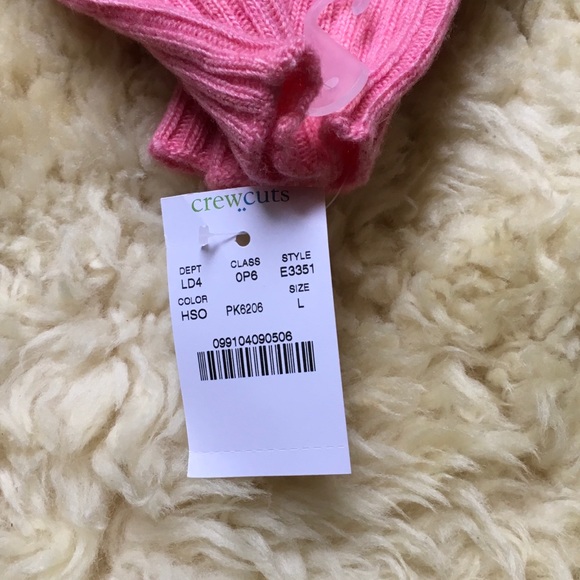 crewcuts
DEPT CLASS STYLE
LD4 0P6 E3351
COLOR SIZE
HSO PK6206 L
099104090506